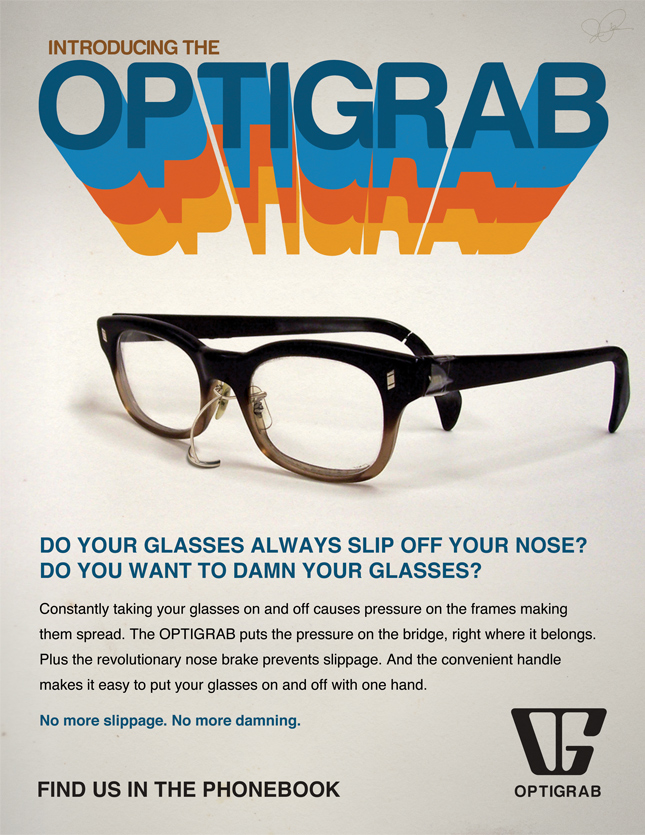 INTRODUCING THE
OPTIGRAB
DO YOUR GLASSES ALWAYS SLIP OFF YOUR NOSE?
DO YOU WANT TO DAMN YOUR GLASSES?
Constantly taking your glasses on and off causes pressure on the frames making
them spread. The OPTIGRAB puts the pressure on the bridge, right where it belongs.
Plus the revolutionary nose brake prevents slippage. And the convenient handle
makes it easy to put your glasses on and off with one hand.
No more slippage. No more damning.
OPTIGRAB
FIND US IN THE PHONEBOOK